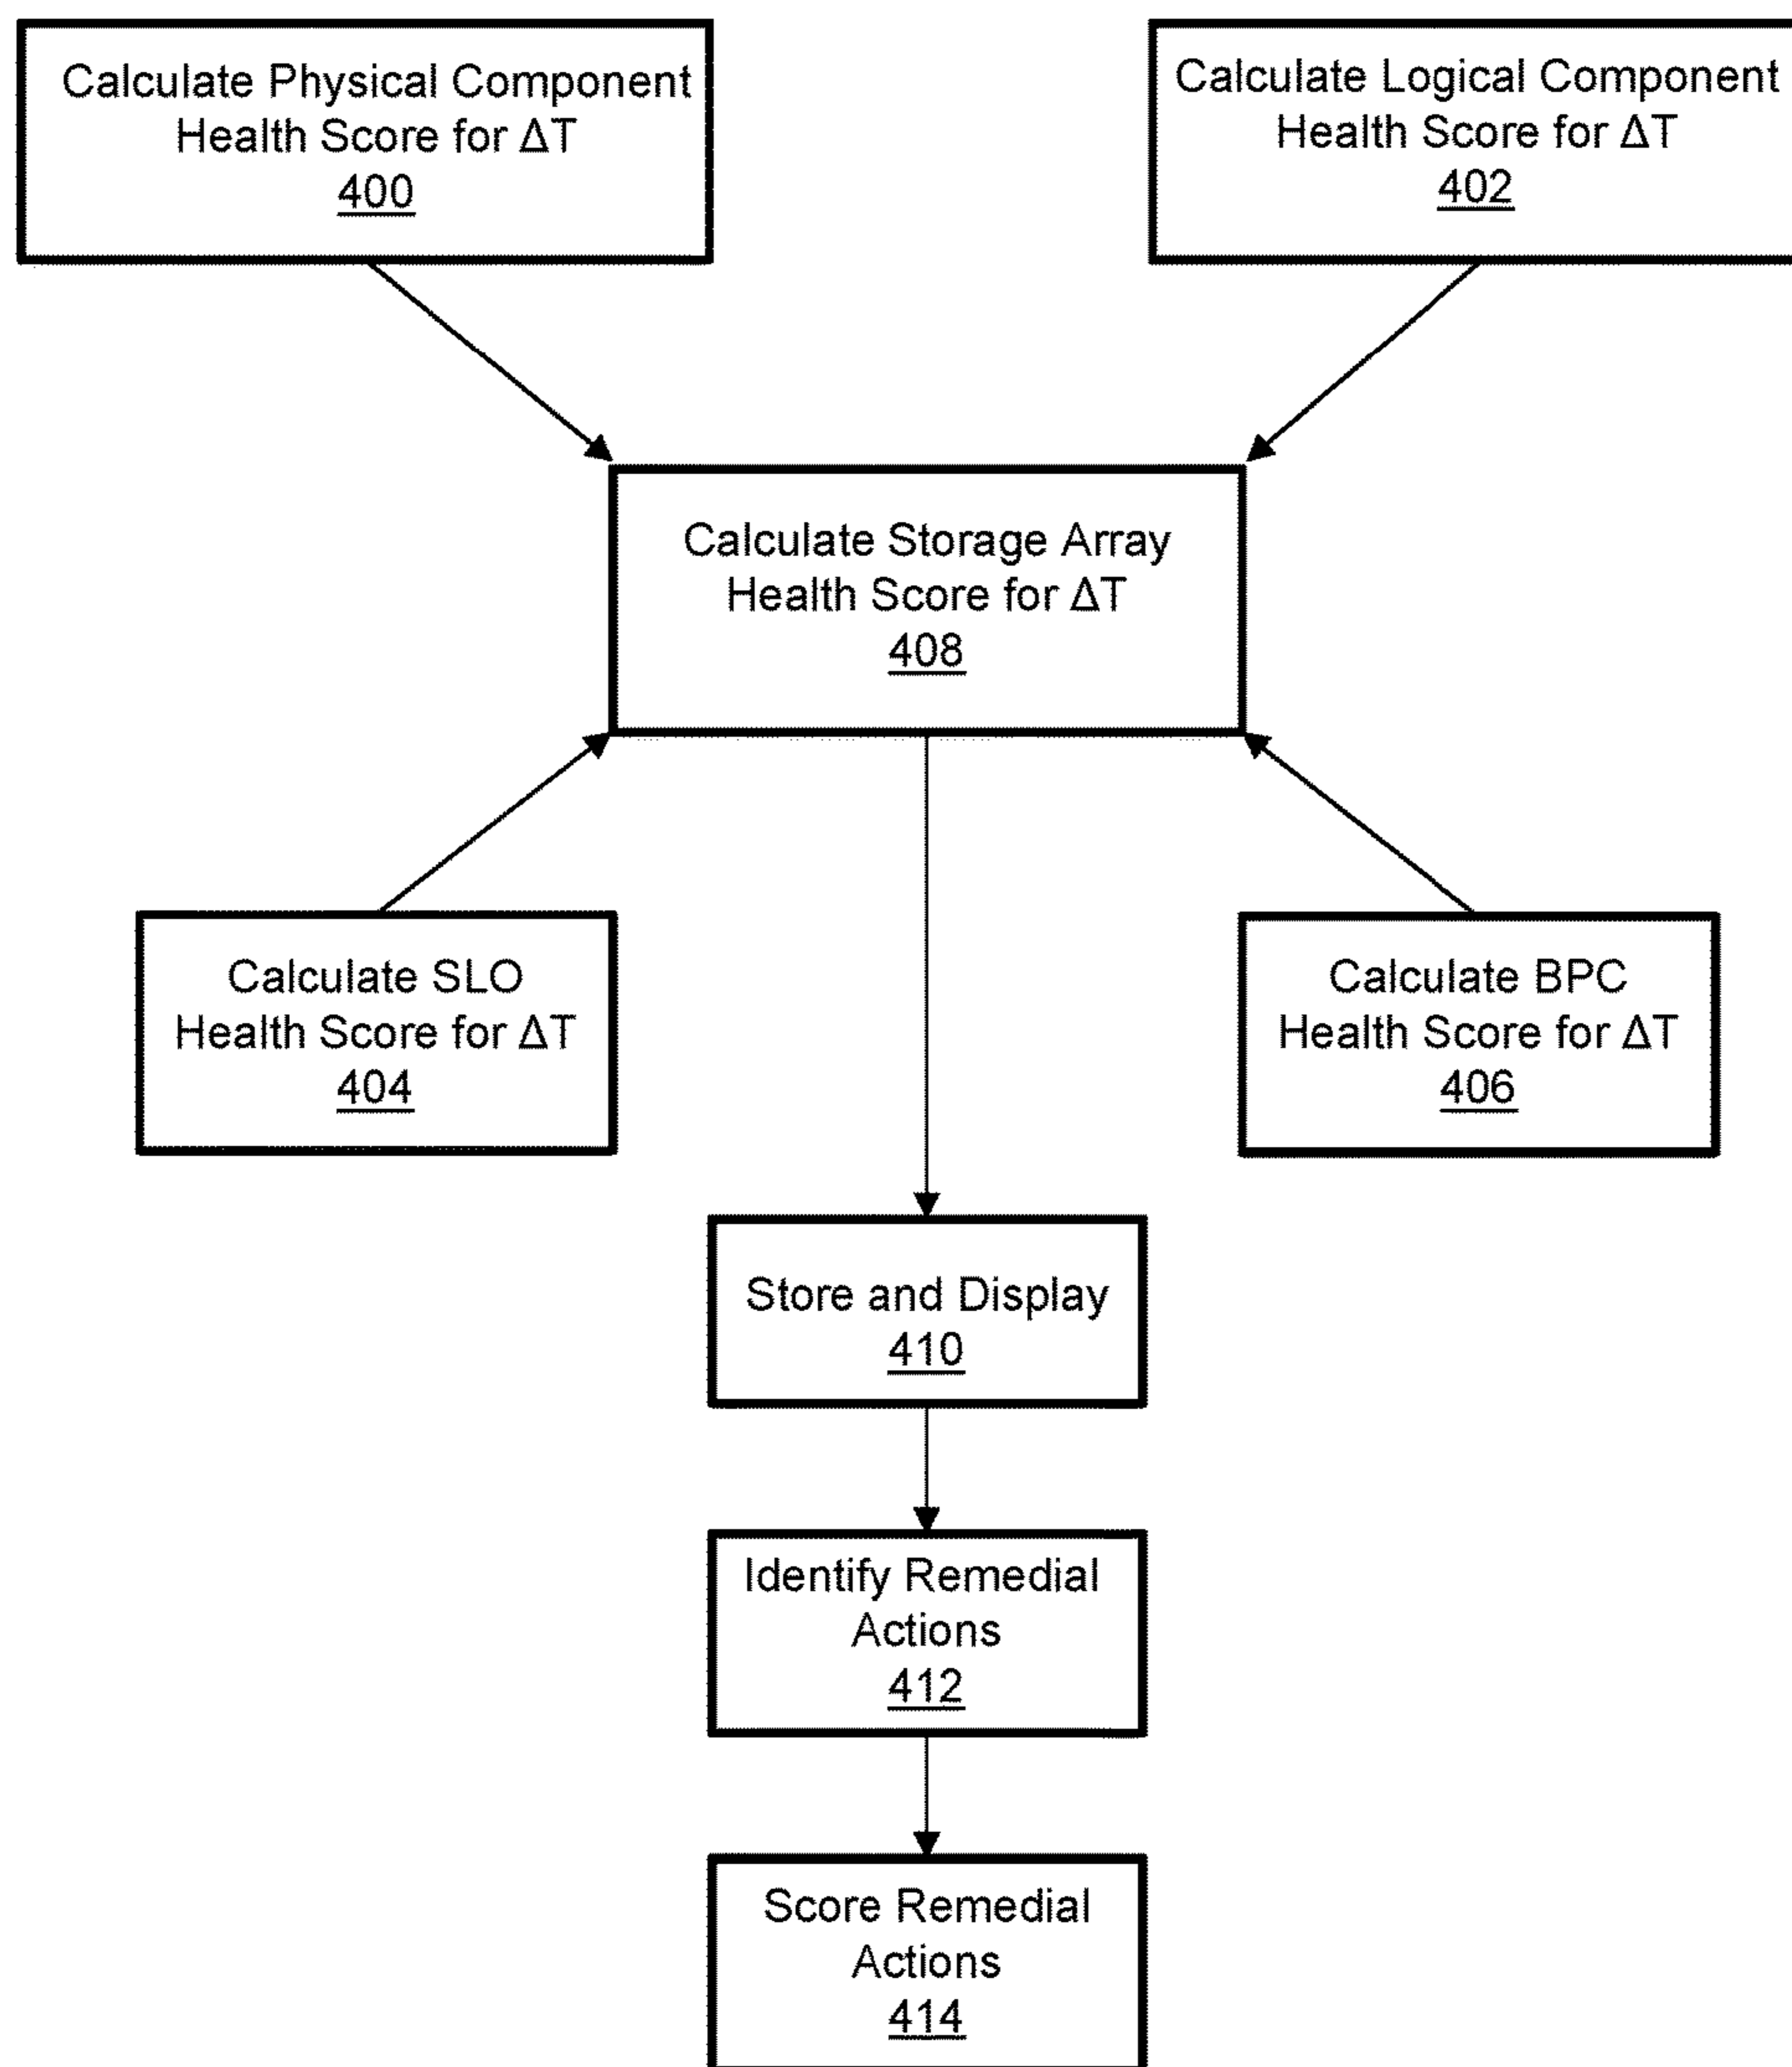 Calculate Physical Component
Health Score for ΔT
400
Calculate Logical Component
Health Score for ΔT
402
Calculate Storage Array
Health Score for ΔT
408
Calculate SLO
Health Score for ΔT
404
Calculate BPC
Health Score for ΔT
406
Store and Display
410
Identify Remedial
Actions
412
Score Remedial
Actions
414